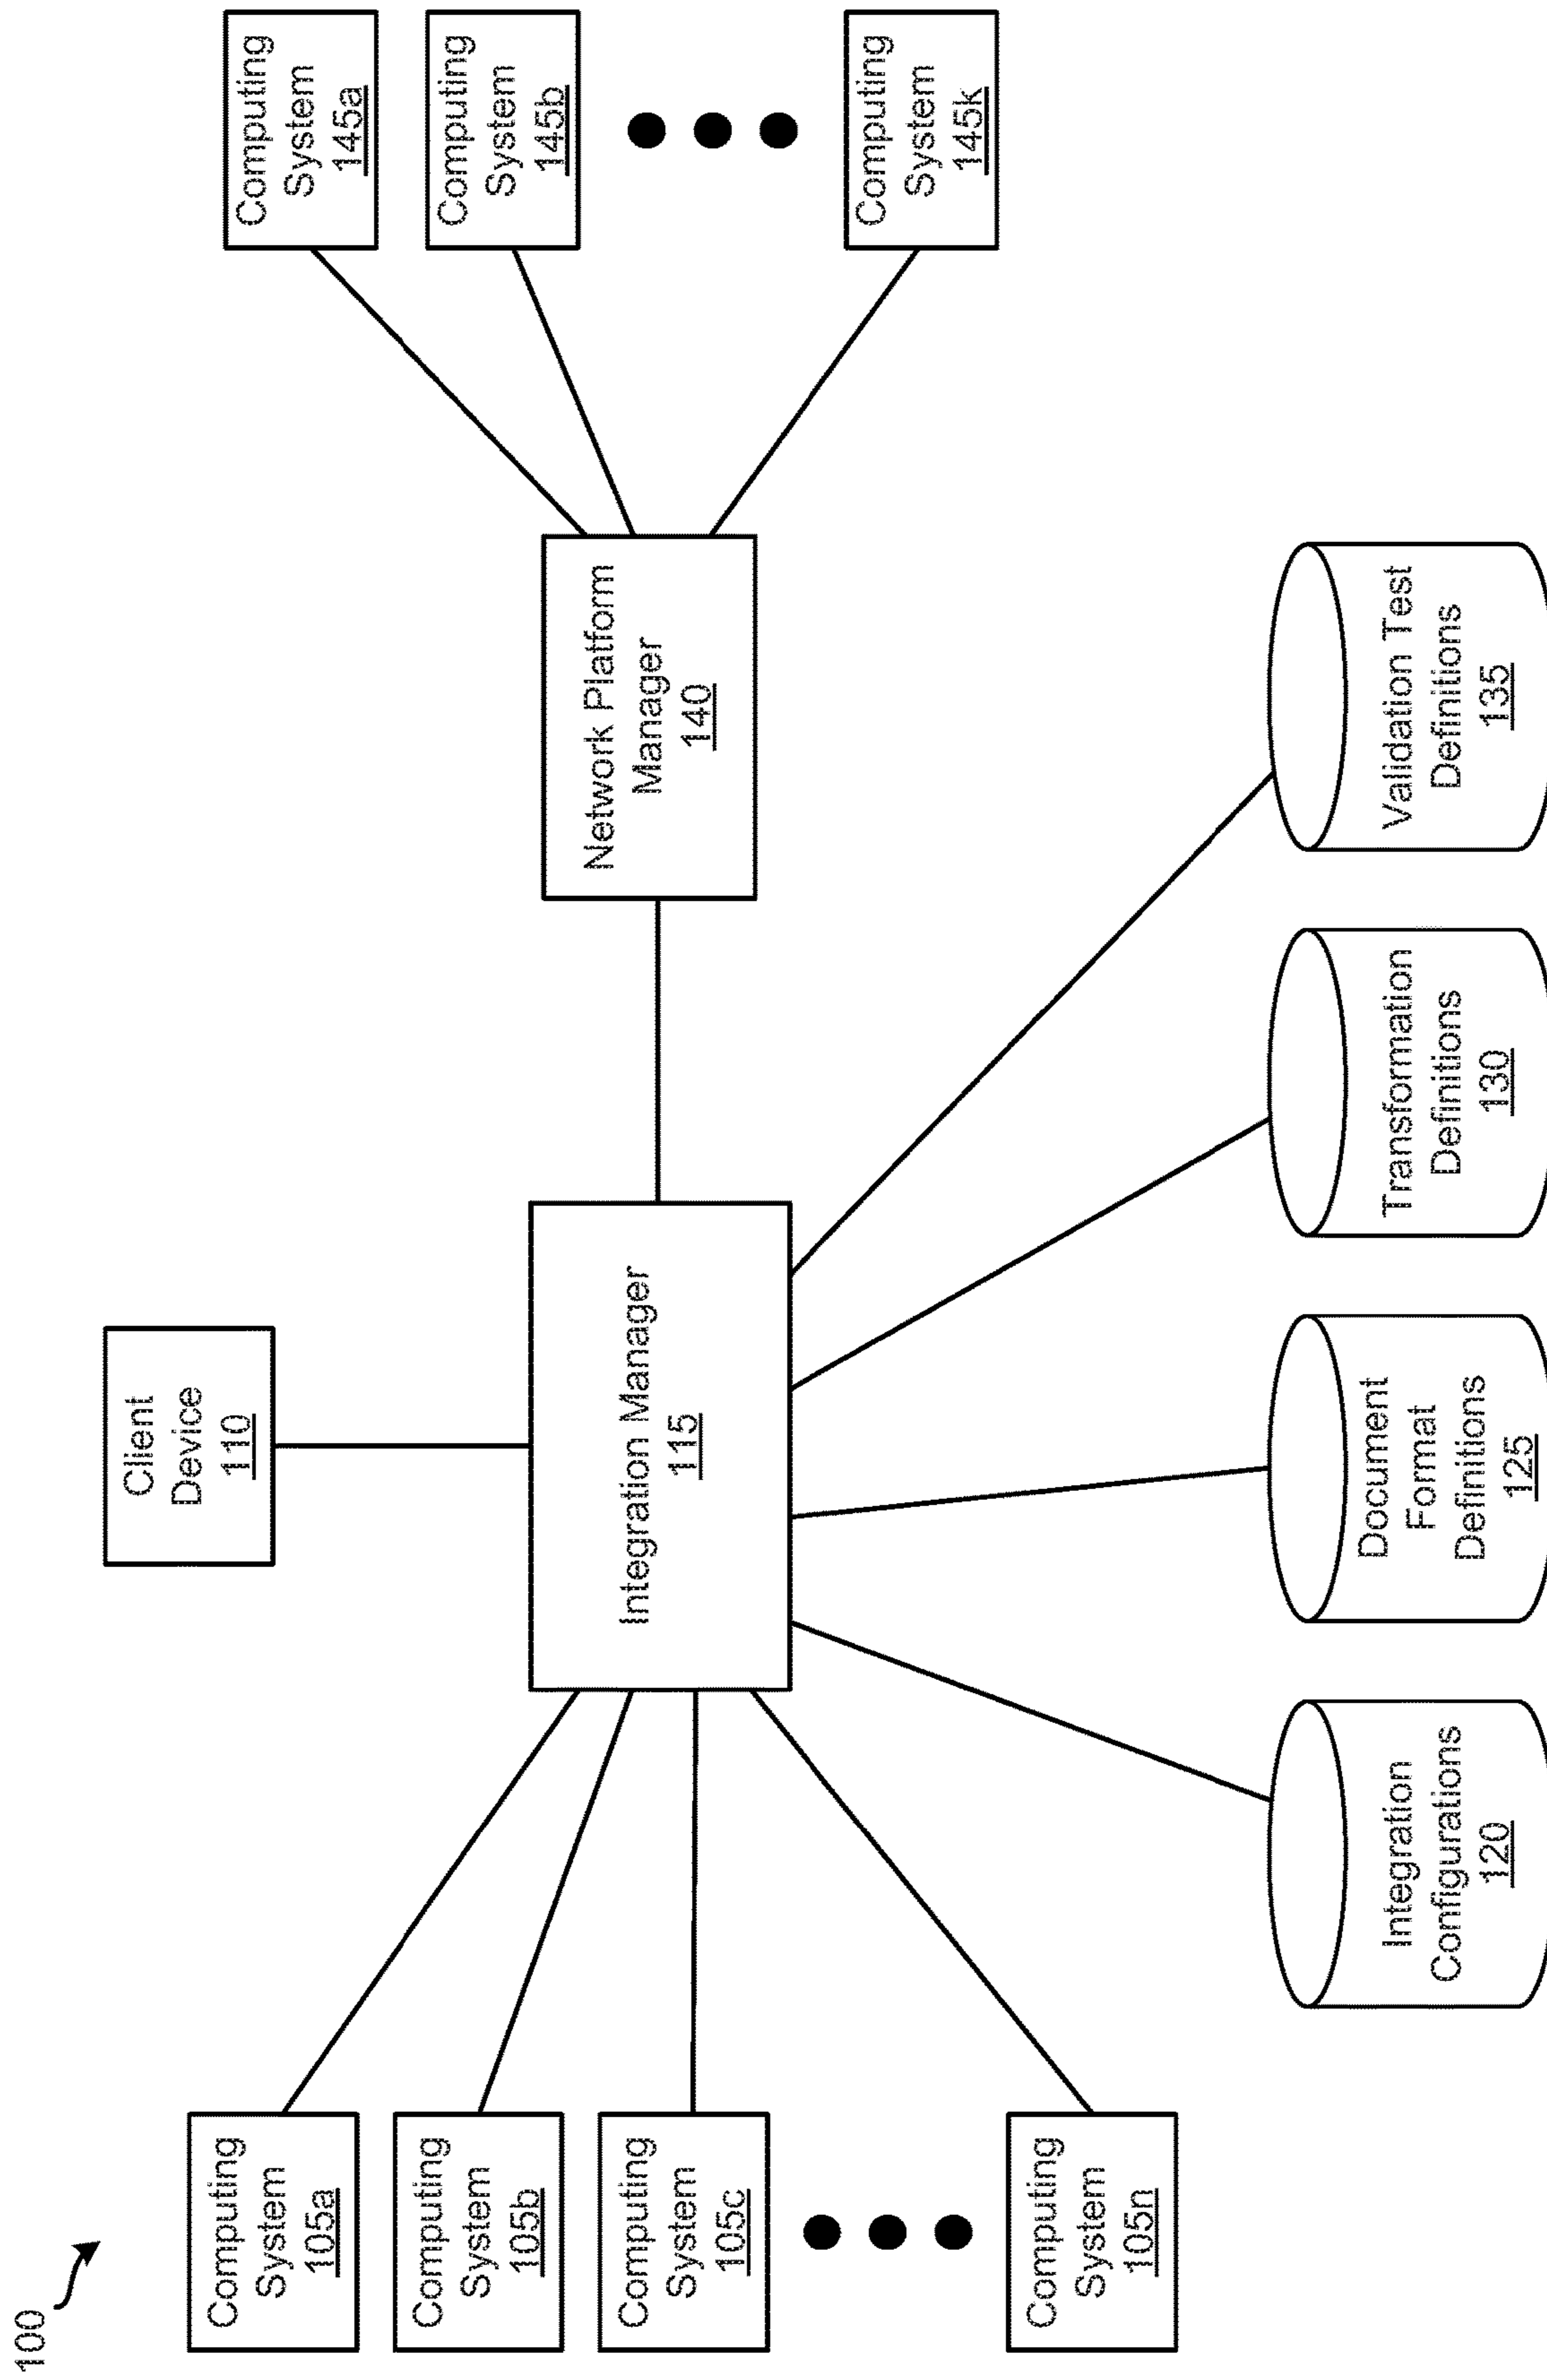 100
Computing
System
105a
Computing
System
105b
Computing
System
105c
Computing
System
105n
Client
Device
110
Integration Manager
115
Integration
Configurations
120
Document
Format
Definitions
125
Transformation
Definitions
130
Validation Test
Definitions
135
Network Platform
Manager
140
Computing
System
145a
Computing
System
145b
Computing
System
145k